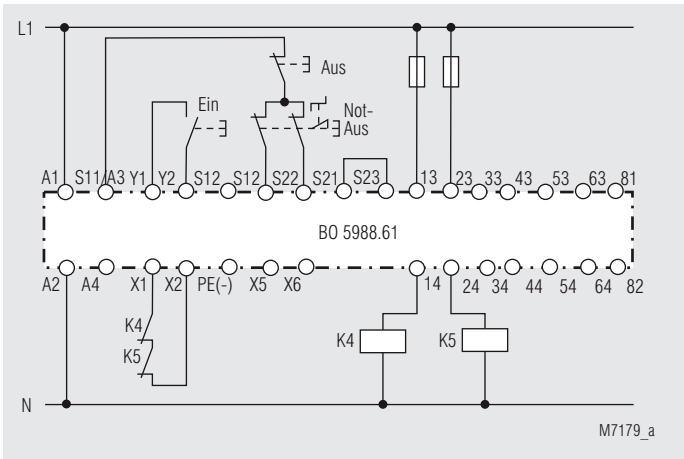 L1
Aus
Ein
Not-
Aus
A1 S11/A3 Y1 Y2 S12 S12 S22 S21 S23 13 23 33 43 53 63 81
BO 5988.61
A2 A4 X1 X2 PE(-) X5 X6 14 24 34 44 54 64 82
K4
K5
K4
K5
N
M7179_a